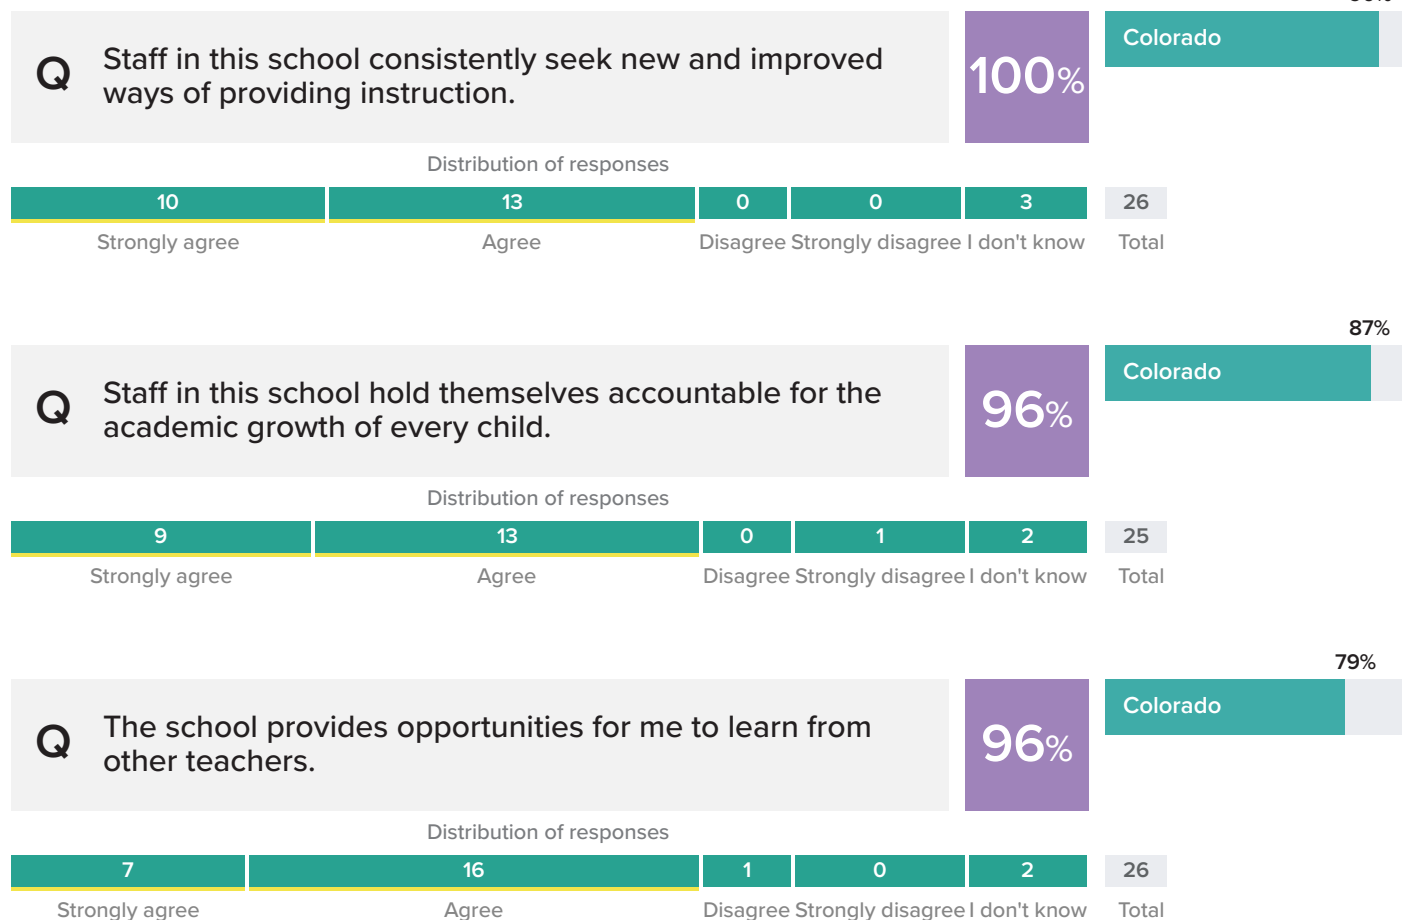 Q
Staff in this school consistently seek new and improved
ways of providing instruction.
100%
Colorado
Distribution of responses
10 13 0 0 3 26
Strongly agree Agree Disagree Strongly disagree I don't know Total
87%
Q
Staff in this school hold themselves accountable for the
academic growth of every child.
96%
Colorado
Distribution of responses
9 13 0 1 2 25
Strongly agree Agree Disagree Strongly disagree I don't know Total
79%
Q
The school provides opportunities for me to learn from
other teachers.
96%
Colorado
Distribution of responses
7 16 1 0 2 26
Strongly agree Agree Disagree Strongly disagree I don't know Total